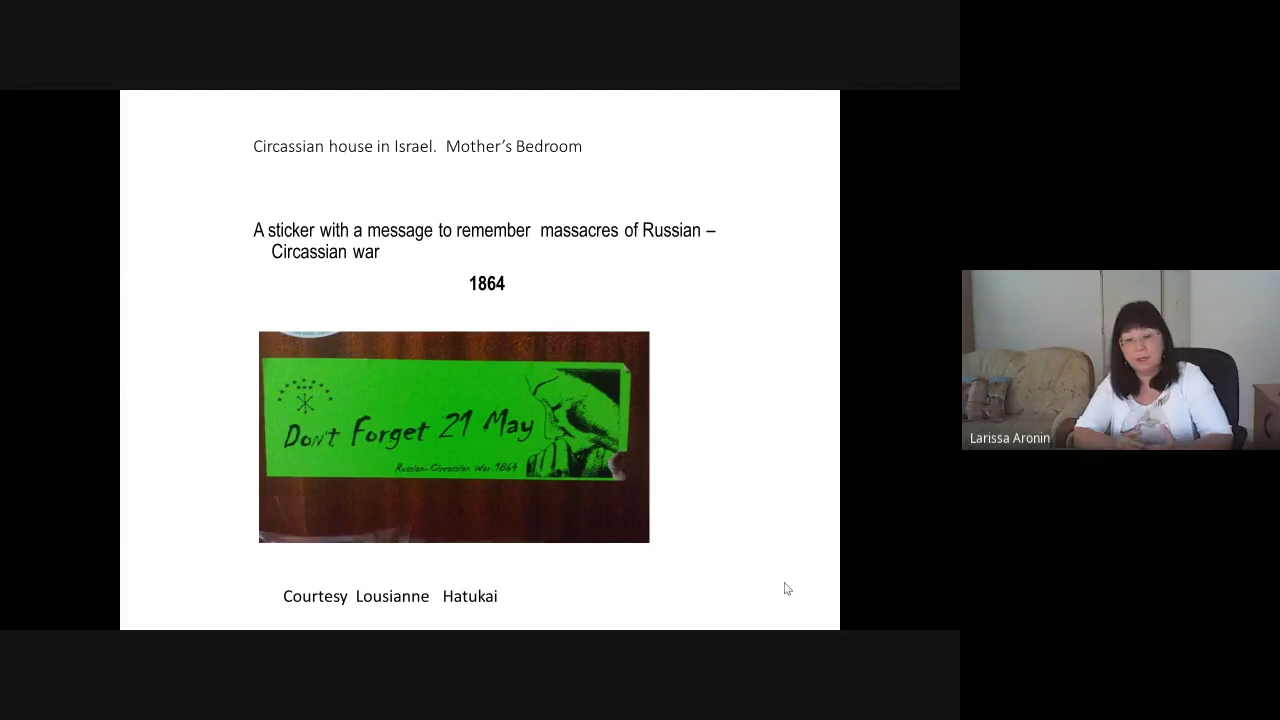 Circassian house in Israel. Mother's Bedroom
A sticker with a message to remember massacres of Russian –
Circassian war
1864
Don't Forget 21 May
Russian-Circassian War 1864
Courtesy Lousianne Hatukai
Larissa Aronin